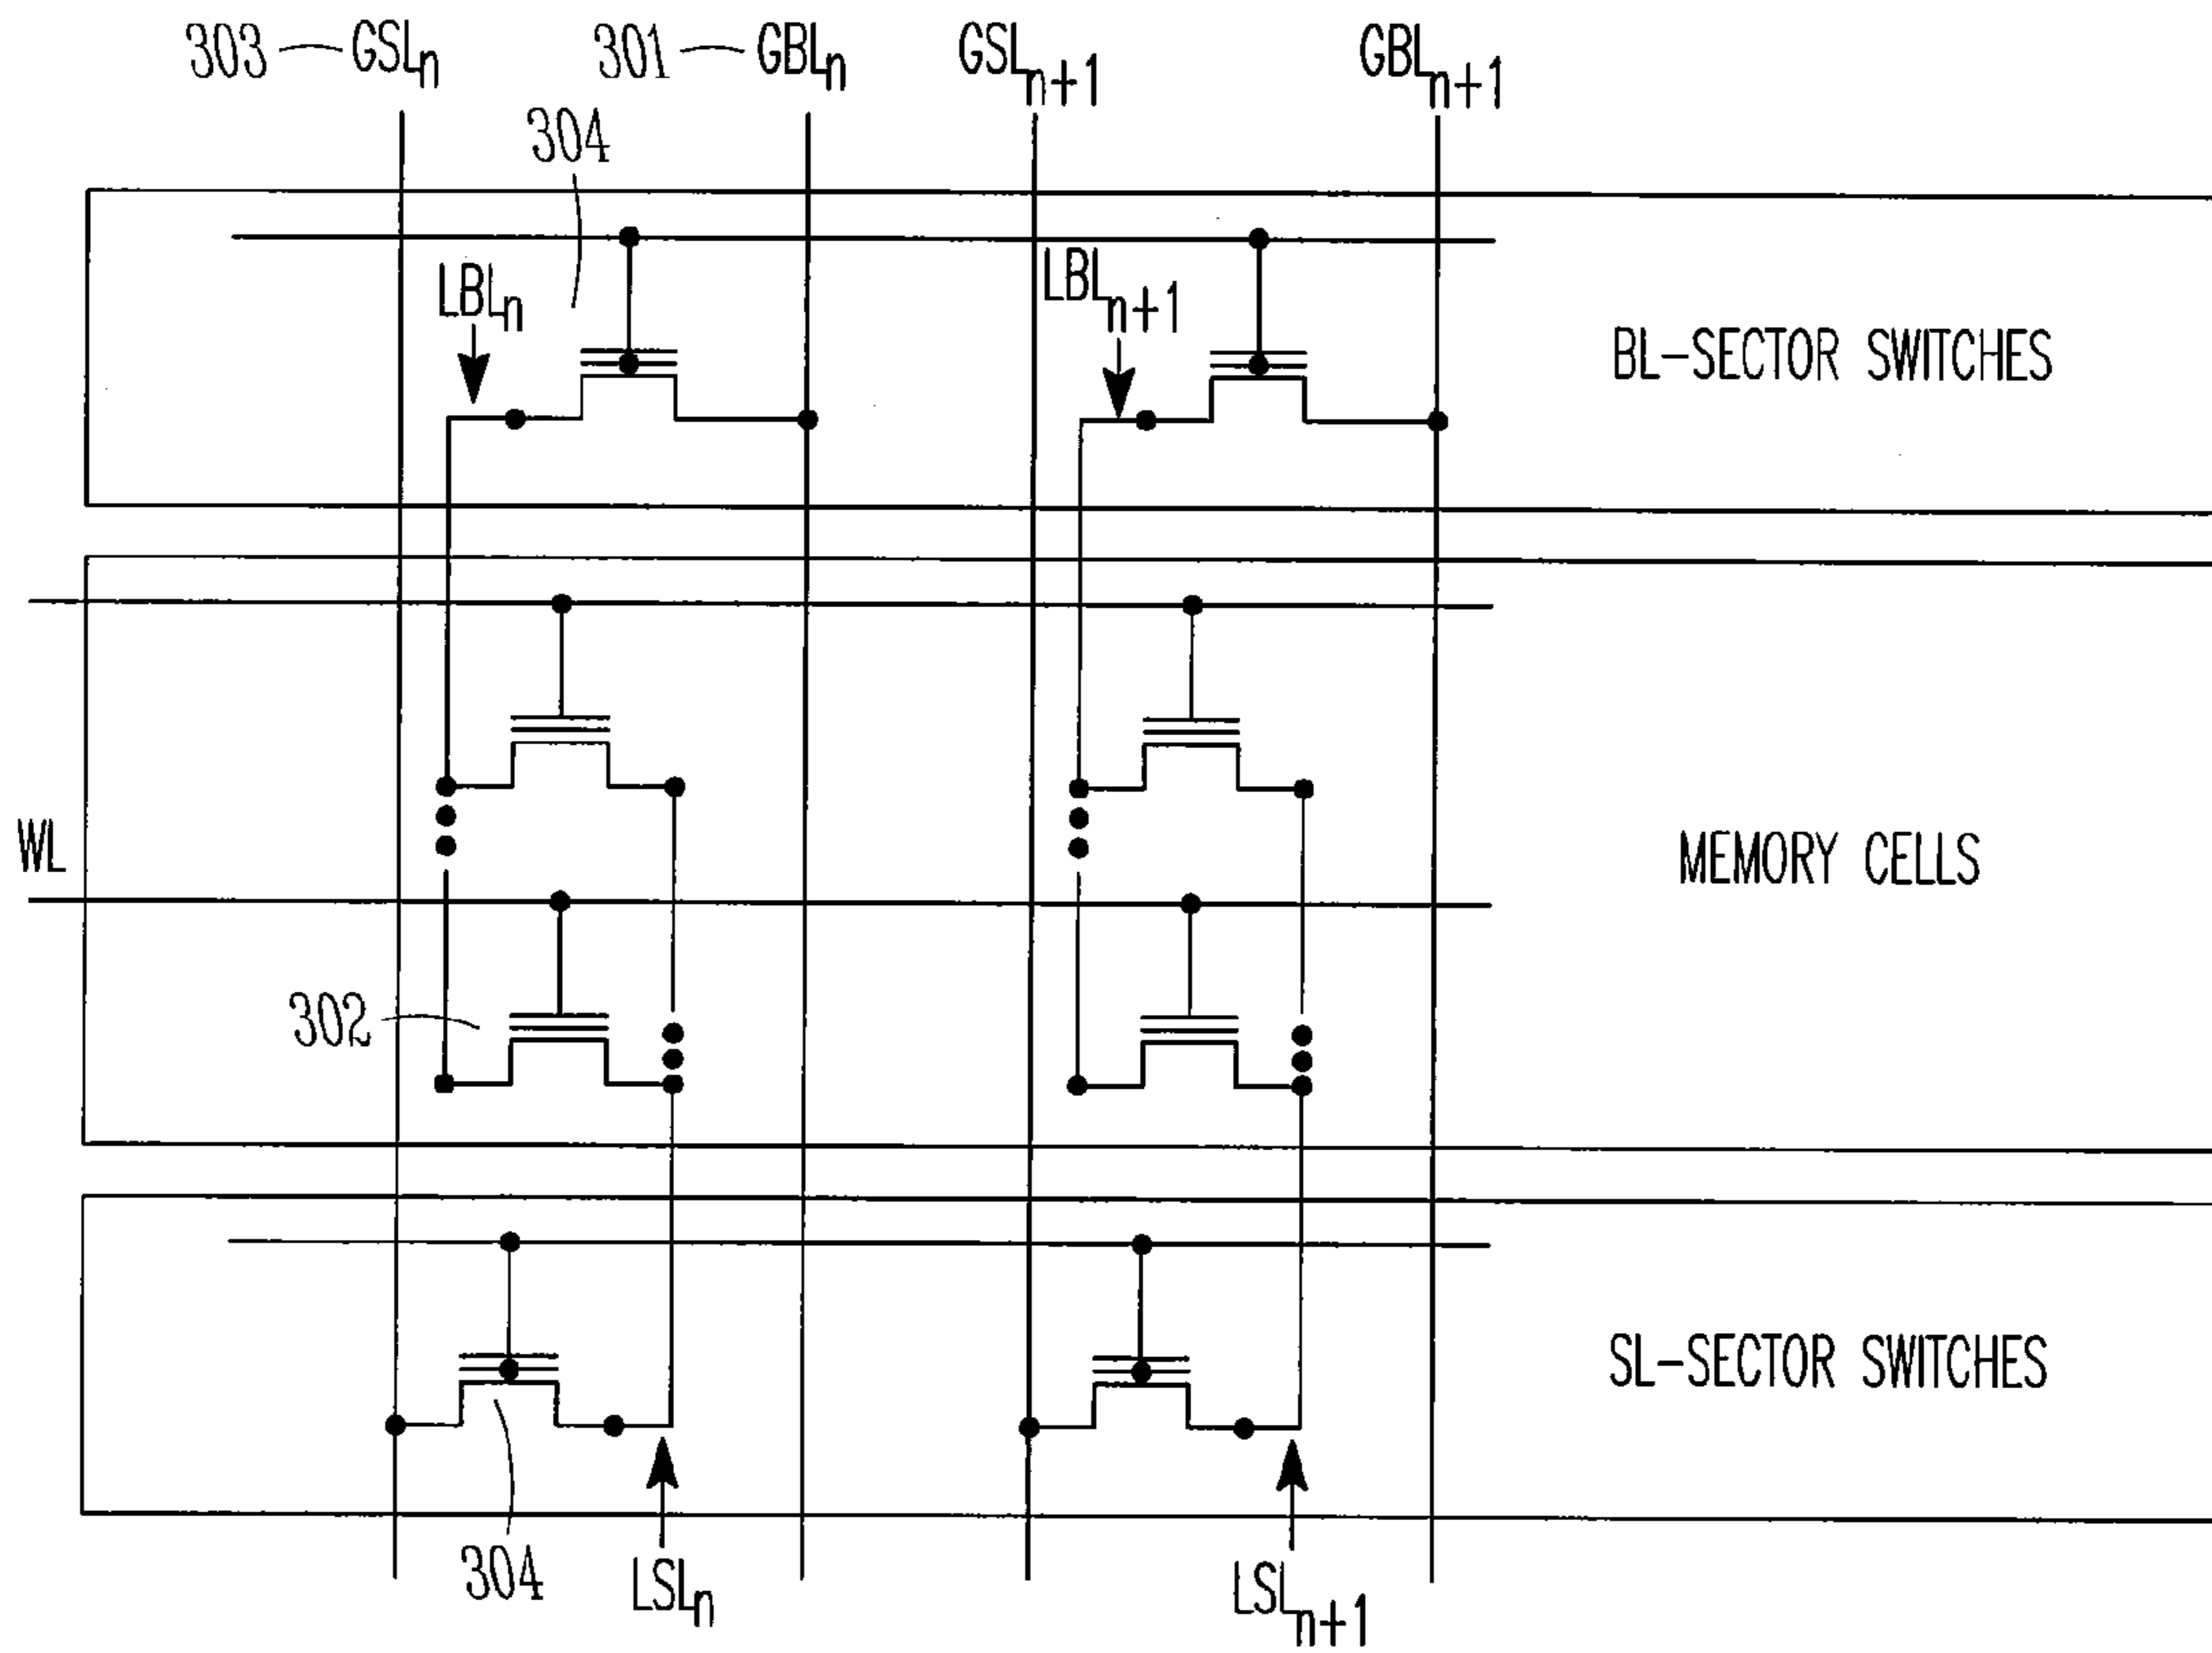 303 GSLn 301 GBLn GSLn+1 GBLn+1
304
LBLn LBLn+1
BL-SECTOR SWITCHES
WL MEMORY CELLS
302
SL-SECTOR SWITCHES
304 LSLn LSLn+1